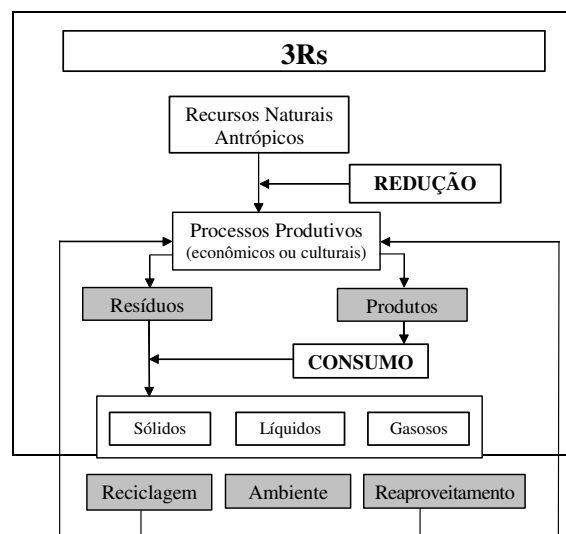 3Rs
Recursos Naturais
Antrópicos
REDUÇÃO
Processos Produtivos
(econômicos ou culturais)
Resíduos
Produtos
CONSUMO
Sólidos
Líquidos
Gasosos
Reciclagem
Ambiente
Reaproveitamento